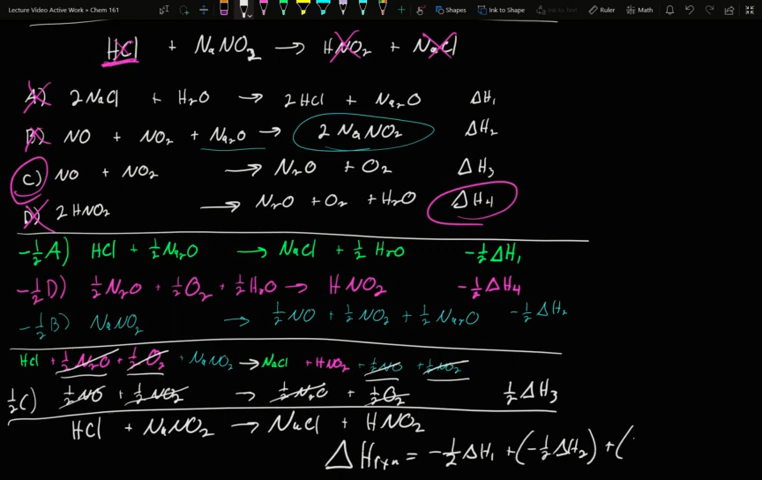 Lecture Video Active Work • Chem 161
Shapes Ink to Shape Ink to Text Ruler Math
HCl + NaNO₂ → HNO₂ + NaCl
A) 2NaCl + H₂O → 2HCl + Na₂O ΔH₁
B) NO + NO₂ + Na₂O → 2 NaNO₂ ΔH₂
C) NO + NO₂ → N₂O + O₂ ΔH₃
D) 2HNO₂ → N₂O + O₂ + H₂O ΔH₄
-½A) HCl + ½Na₂O → NaCl + ½H₂O -½ΔH₁
-½D) ½N₂O + ½O₂ + ½H₂O → HNO₂ -½ΔH₄
-½B) NaNO₂ → ½NO + ½NO₂ + ½Na₂O -½ΔH₂
HCl + ½N₂O + ½O₂ + NaNO₂ → NaCl + HNO₂ + ½NO + ½NO₂
½C) ½NO + ½NO₂ → ½N₂O + ½O₂ ½ΔH₃
HCl + NaNO₂ → NaCl + HNO₂
ΔHrxn = -½ΔH₁ + (-½ΔH₂) + (